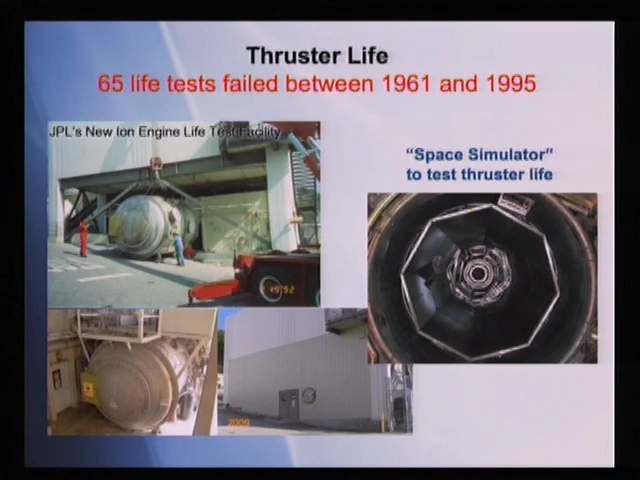 Thruster Life
65 life tests failed between 1961 and 1995
JPL's New Ion Engine Life Test Facility
"Space Simulator"
to test thruster life
2009